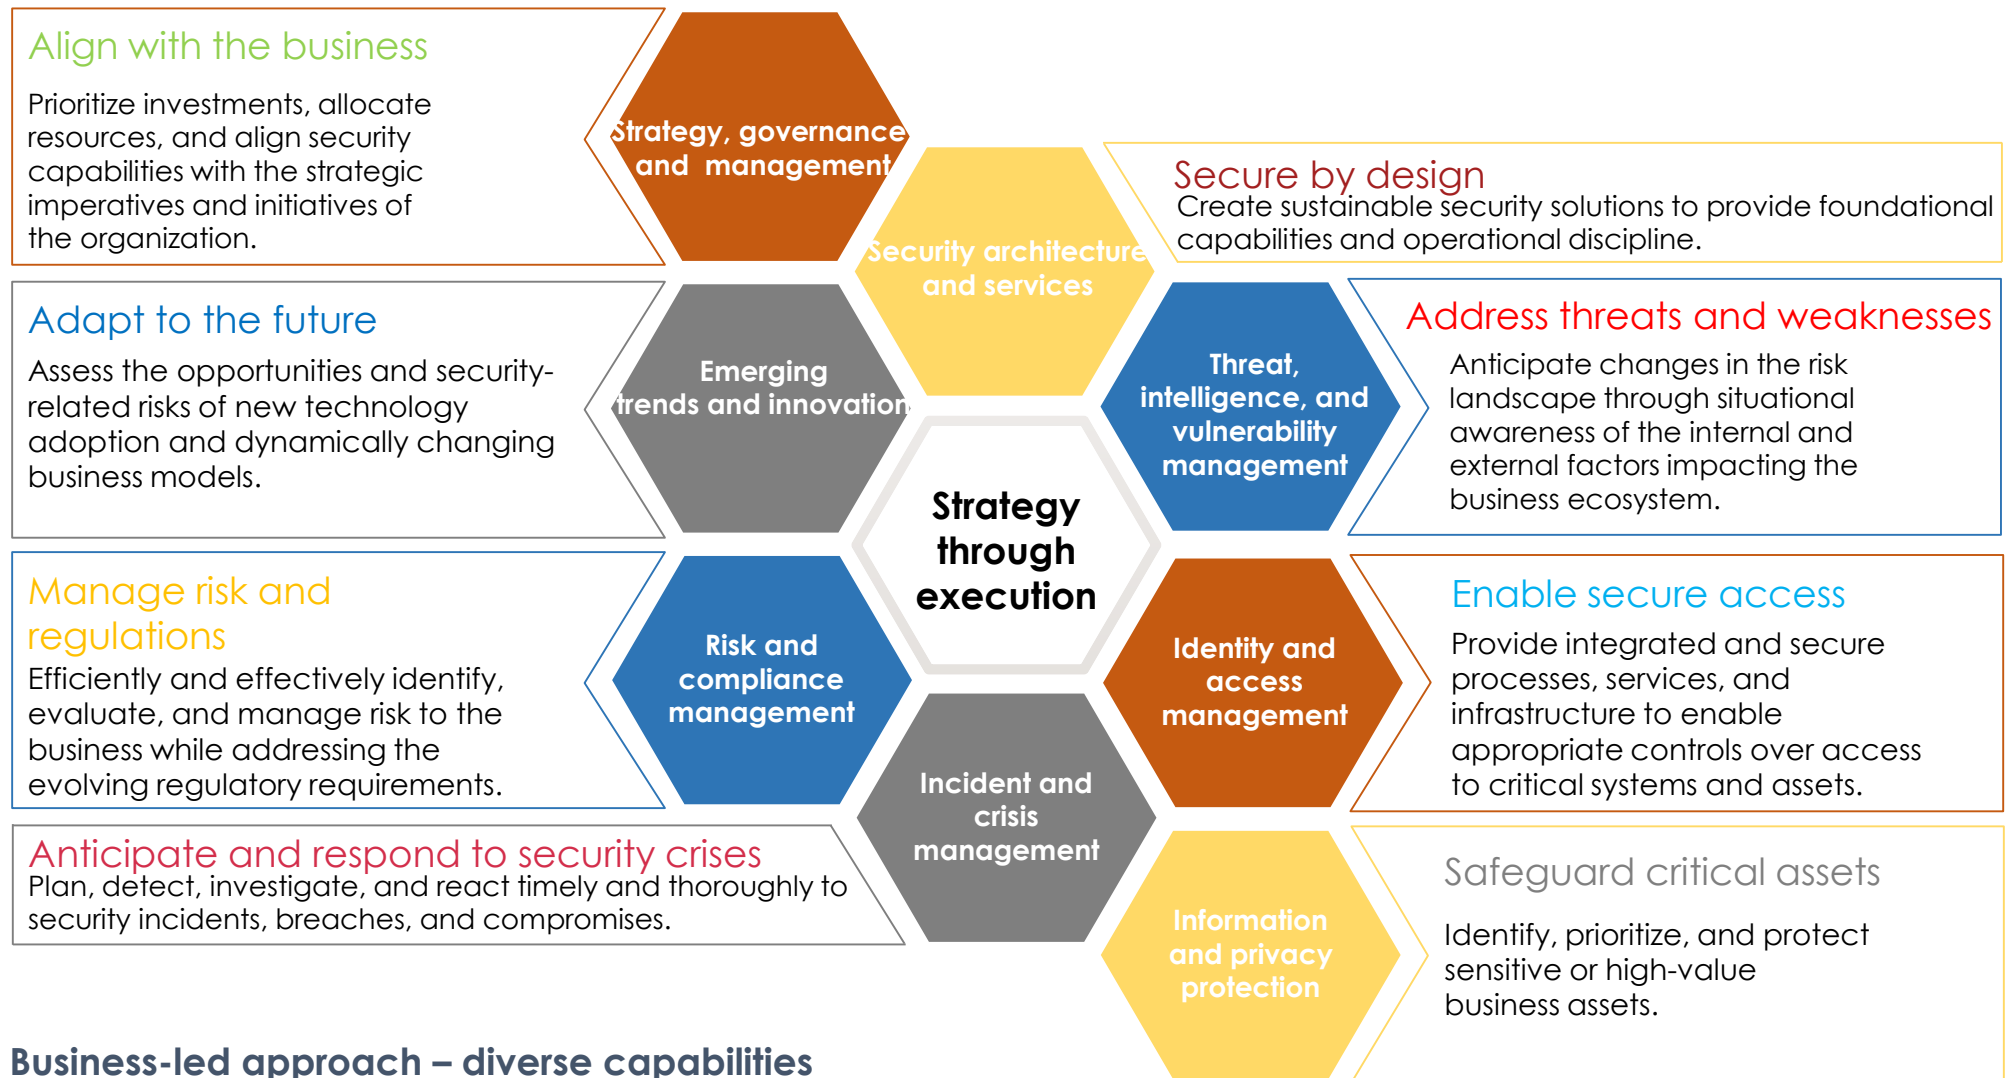 Align with the business
Prioritize investments, allocate
resources, and align security
capabilities with the strategic
imperatives and initiatives of
the organization.
Strategy, governance
and management
Security architecture
and services
Secure by design
Create sustainable security solutions to provide foundational
capabilities and operational discipline.
Adapt to the future
Assess the opportunities and security-
related risks of new technology
adoption and dynamically changing
business models.
Emerging
trends and innovation
Threat,
intelligence, and
vulnerability
management
Address threats and weaknesses
Anticipate changes in the risk
landscape through situational
awareness of the internal and
external factors impacting the
business ecosystem.
Strategy
through
execution
Manage risk and
regulations
Efficiently and effectively identify,
evaluate, and manage risk to the
business while addressing the
evolving regulatory requirements.
Risk and
compliance
management
Identity and
access
management
Enable secure access
Provide integrated and secure
processes, services, and
infrastructure to enable
appropriate controls over access
to critical systems and assets.
Anticipate and respond to security crises
Plan, detect, investigate, and react timely and thoroughly to
security incidents, breaches, and compromises.
Incident and
crisis
management
Information
and privacy
protection
Safeguard critical assets
Identify, prioritize, and protect
sensitive or high-value
business assets.
Business-led approach – diverse capabilities